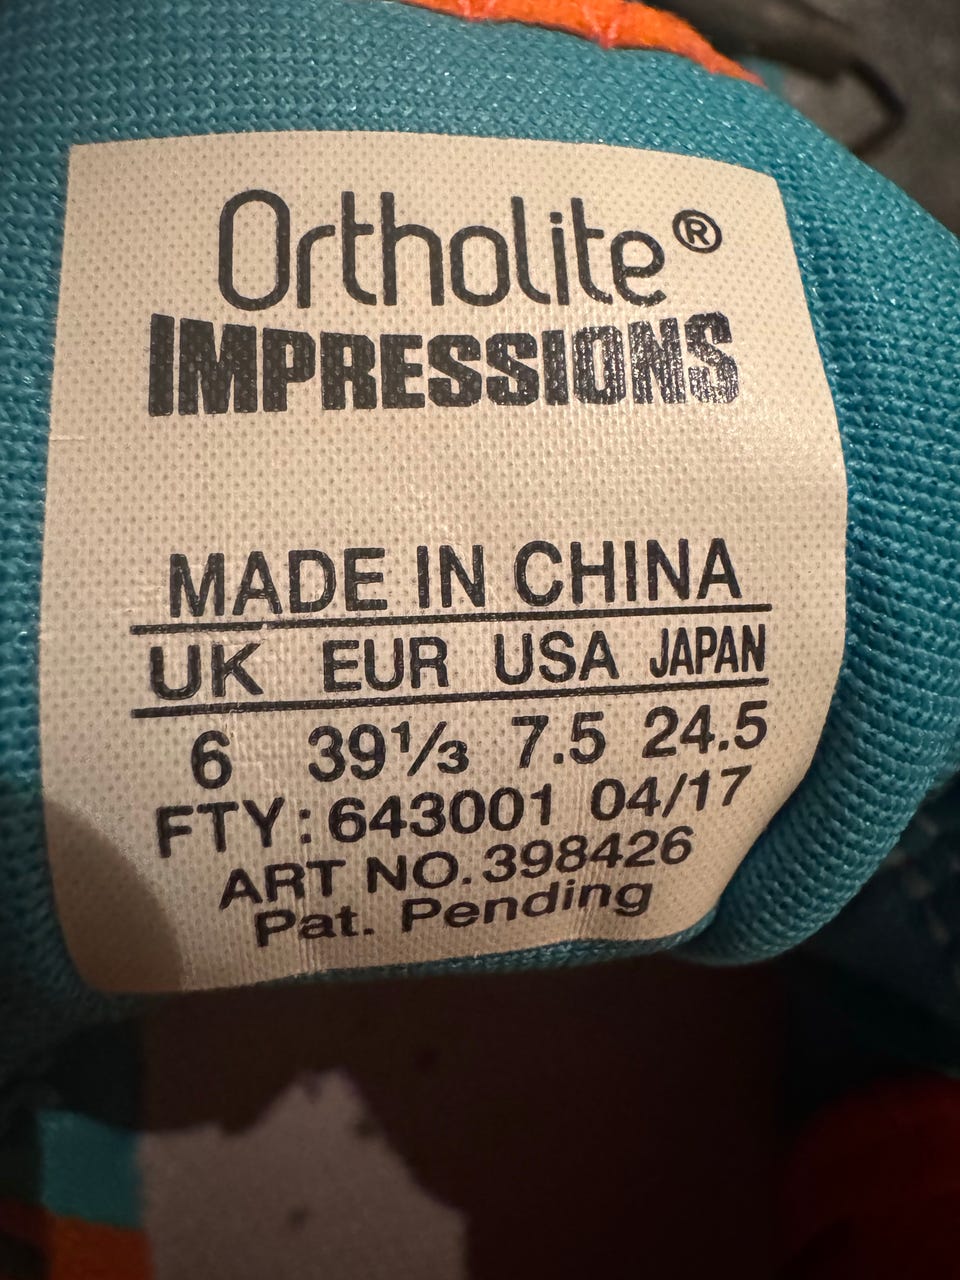 Ortholite®
IMPRESSIONS
MADE IN CHINA
UK EUR USA JAPAN
6 39⅓ 7.5 24.5
FTY: 643001 04/17
ART NO. 398426
Pat. Pending